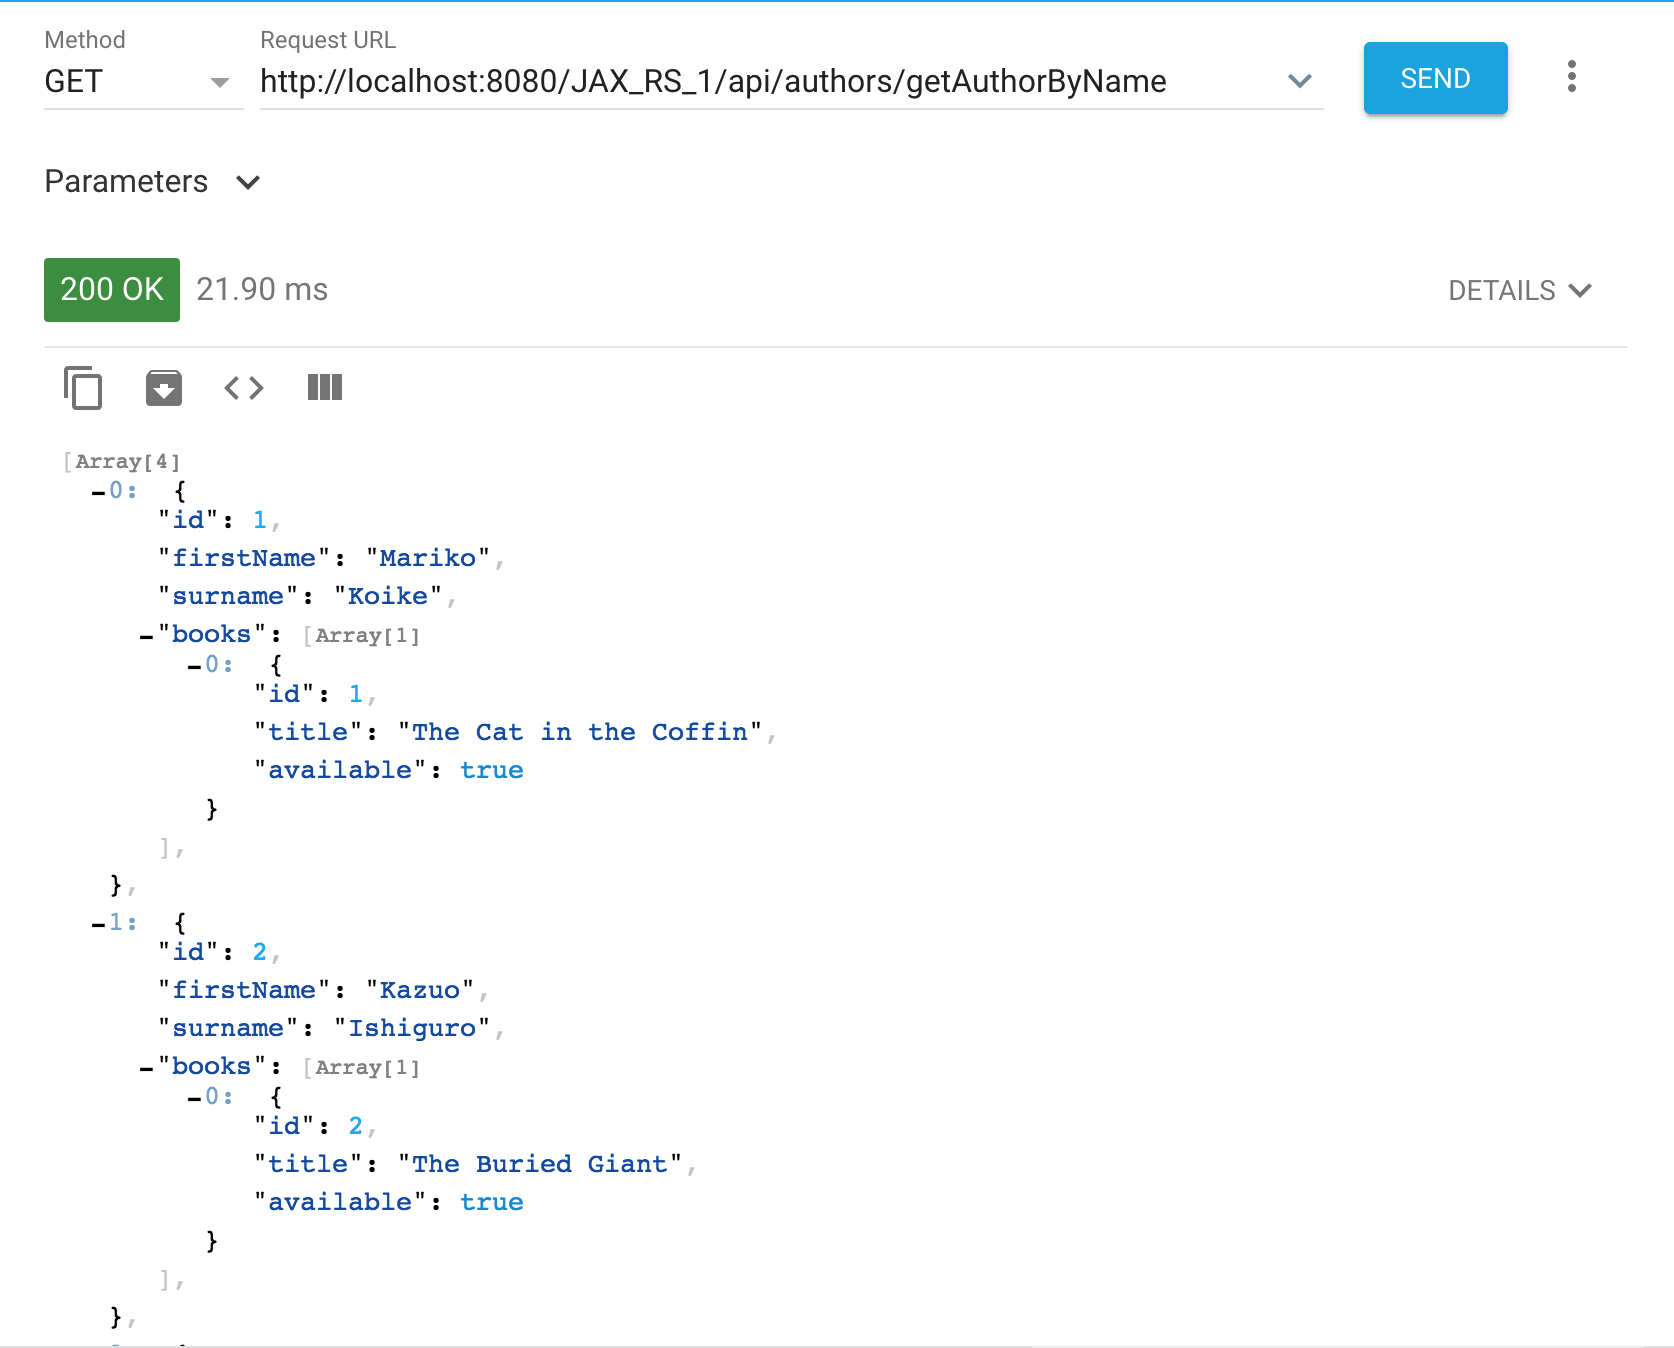 Method
Request URL
GET
http://localhost:8080/JAX_RS_1/api/authors/getAuthorByName
SEND
Parameters
200 OK
21.90 ms
DETAILS
[Array[4]
-0: {
"id": 1,
"firstName": "Mariko",
"surname": "Koike",
-"books": [Array[1]
-0: {
"id": 1,
"title": "The Cat in the Coffin",
"available": true
}
],
},
-1: {
"id": 2,
"firstName": "Kazuo",
"surname": "Ishiguro",
-"books": [Array[1]
-0: {
"id": 2,
"title": "The Buried Giant",
"available": true
}
],
},